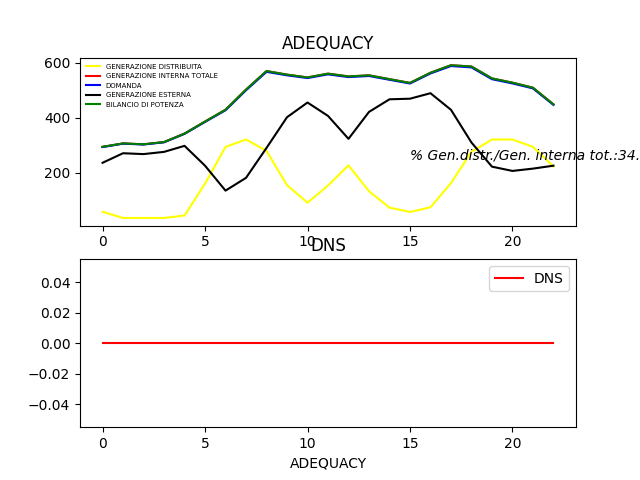 ADEQUACY
600
400
200
GENERAZIONE DISTRIBUITA
GENERAZIONE INTERNA TOTALE
DOMANDA
GENERAZIONE ESTERNA
BILANCIO DI POTENZA
% Gen.distr./Gen. interna tot.:34.
0 5 10 15 20
DNS
0.04
0.02
0.00
−0.02
−0.04
DNS
0 5 10 15 20
ADEQUACY